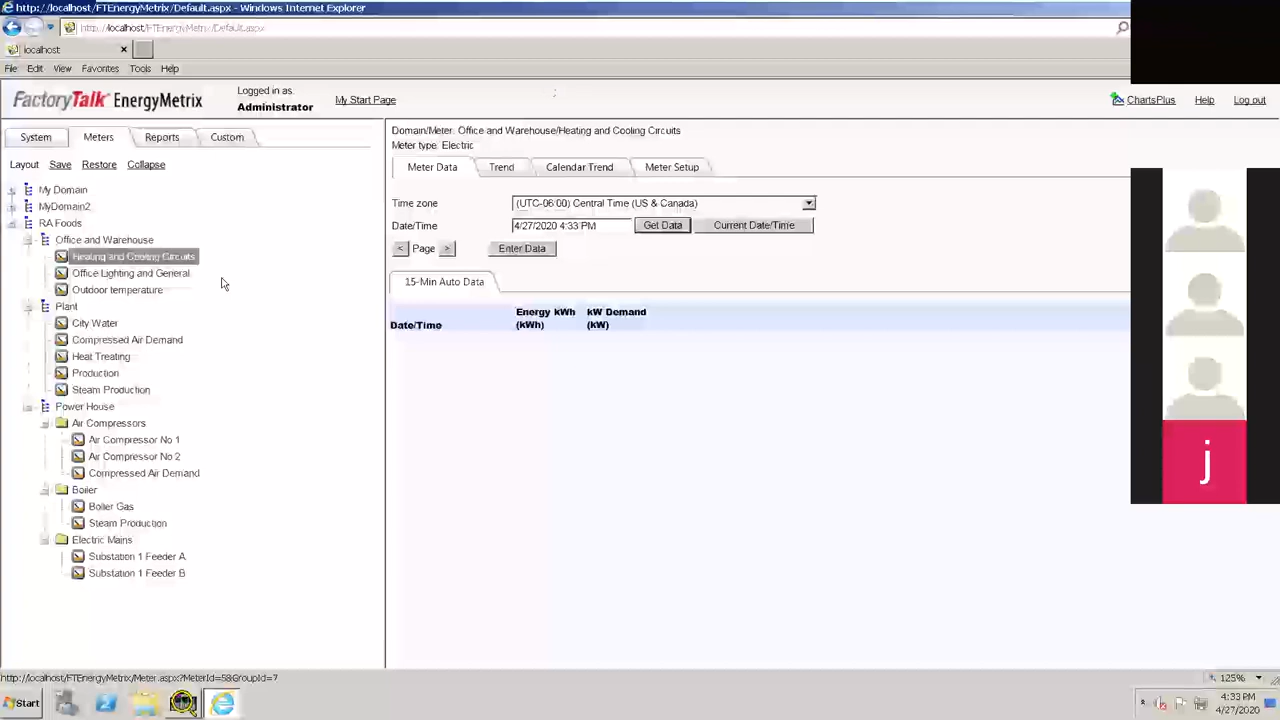 http://localhost/FTEnergyMetrix/Default.aspx - Windows Internet Explorer
http://localhost/FTEnergyMetrix/Default.aspx
localhost
File Edit View Favorites Tools Help
FactoryTalk EnergyMetrix
Logged in as:
Administrator
My Start Page
ChartsPlus Help Log out
System Meters Reports Custom
Layout Save Restore Collapse
My Domain
MyDomain2
RA Foods
Office and Warehouse
Heating and Cooling Circuits
Office Lighting and General
Outdoor temperature
Plant
City Water
Compressed Air Demand
Heat Treating
Production
Steam Production
Power House
Air Compressors
Air Compressor No 1
Air Compressor No 2
Compressed Air Demand
Boiler
Boiler Gas
Steam Production
Electric Mains
Substation 1 Feeder A
Substation 1 Feeder B
Domain/Meter: Office and Warehouse/Heating and Cooling Circuits
Meter type: Electric
Meter Data Trend Calendar Trend Meter Setup
Time zone (UTC-06:00) Central Time (US & Canada)
Date/Time 4/27/2020 4:33 PM Get Data Current Date/Time
< Page > Enter Data
15-Min Auto Data
Date/Time Energy kWh (kWh) kW Demand (kW)
j
http://localhost/FTEnergyMetrix/Meter.aspx?MeterId=5&GroupId=7
125%
Start
4:33 PM
4/27/2020